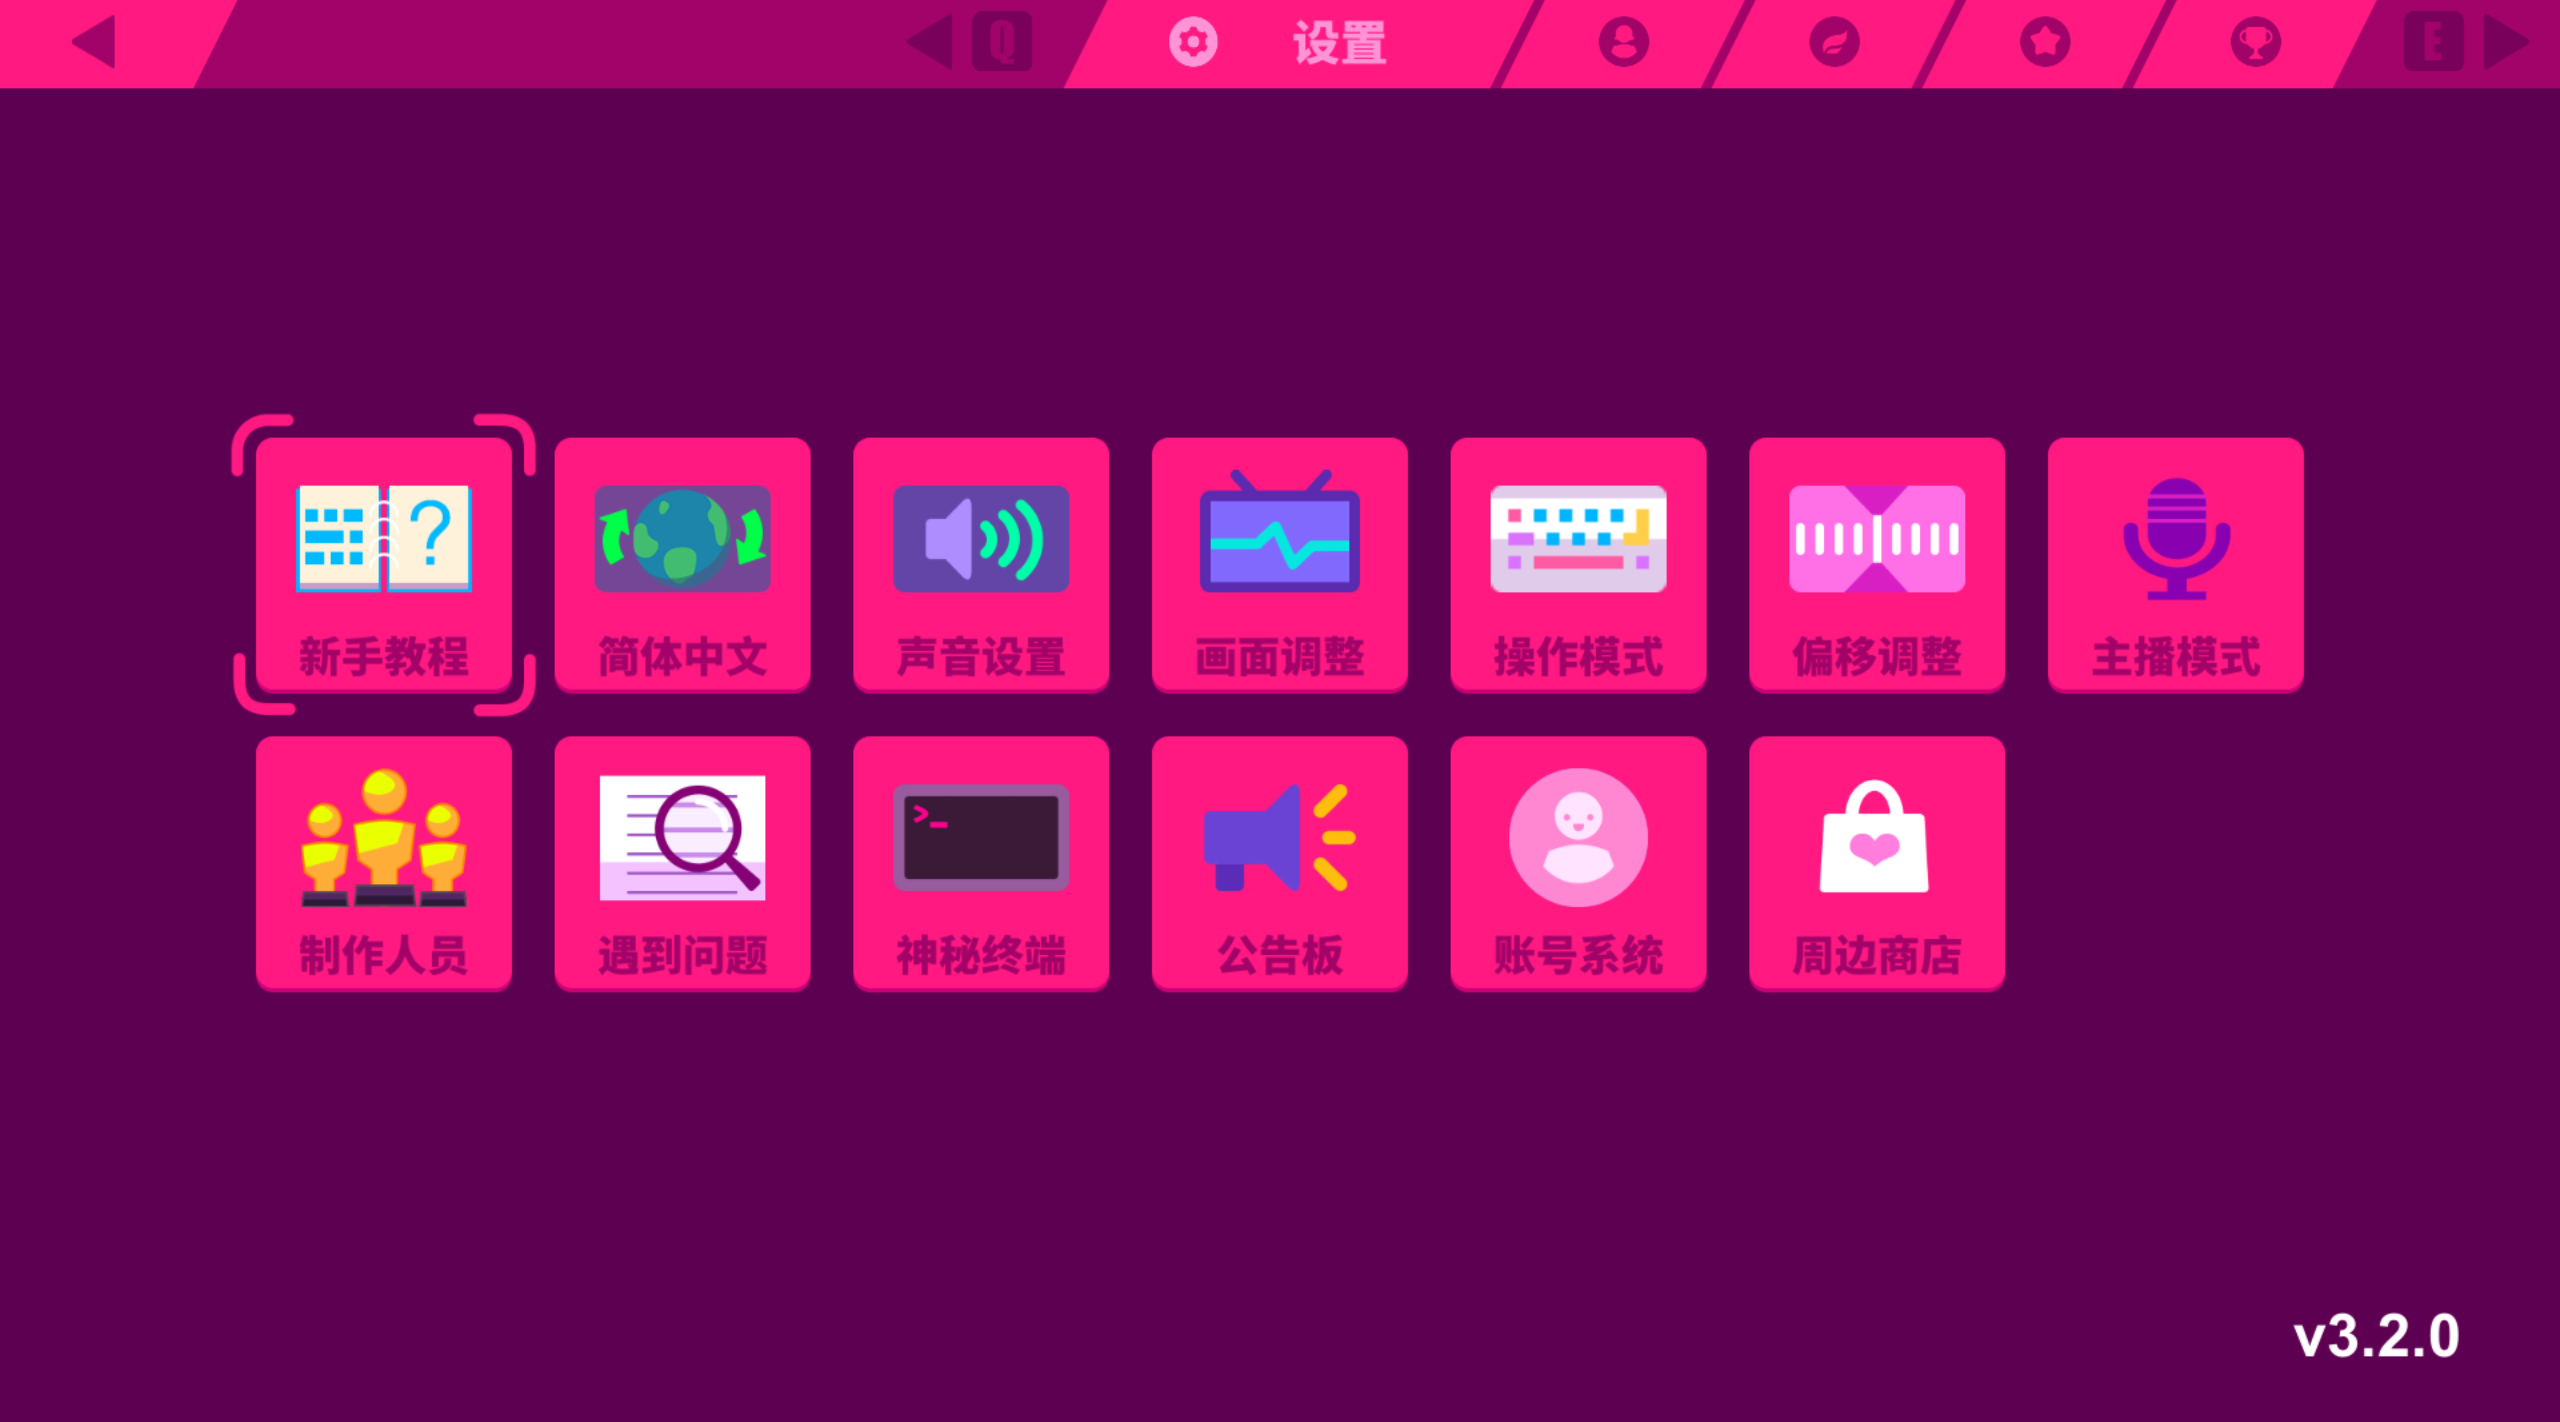 Q 设置 E
新手教程 简体中文 声音设置 画面调整 操作模式 偏移调整 主播模式
?
>_
制作人员 遇到问题 神秘终端 公告板 账号系统 周边商店
v3.2.0